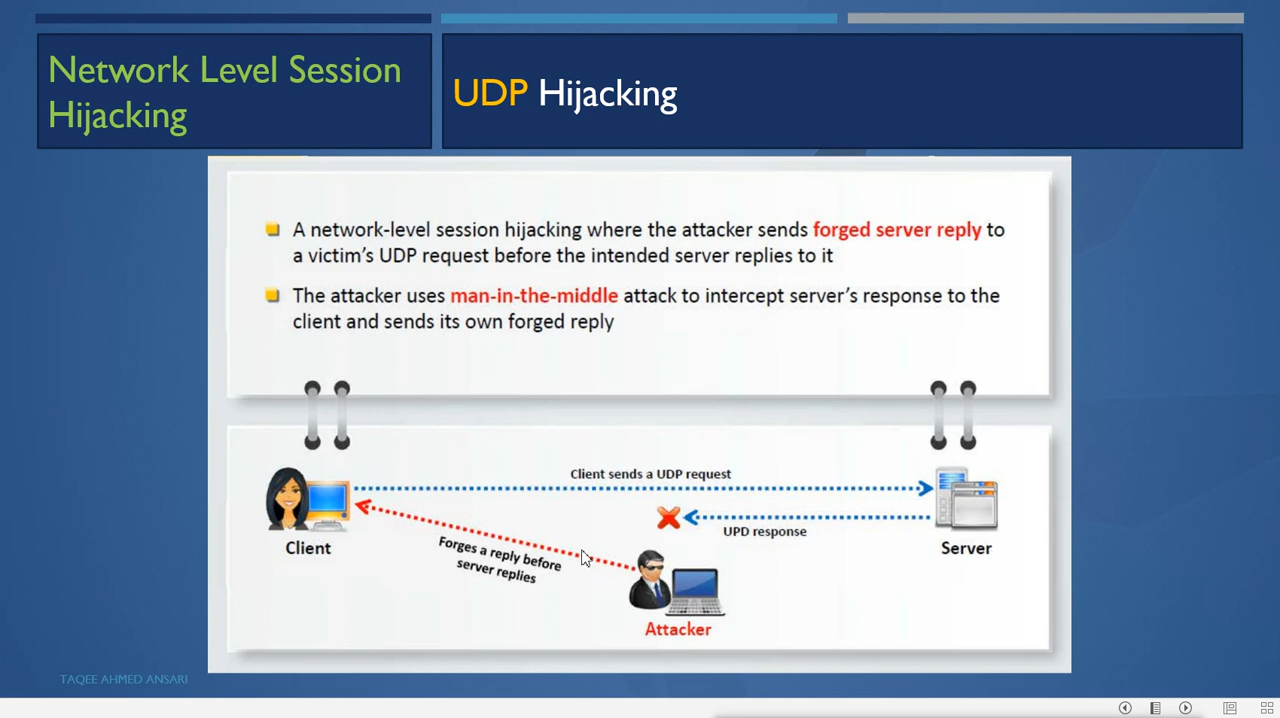 Network Level Session
Hijacking
UDP Hijacking
A network-level session hijacking where the attacker sends forged server reply to
a victim's UDP request before the intended server replies to it
The attacker uses man-in-the-middle attack to intercept server's response to the
client and sends its own forged reply
Client sends a UDP request
UPD response
Client
Forges a reply before
server replies
Server
Attacker
TAQEE AHMED ANSARI